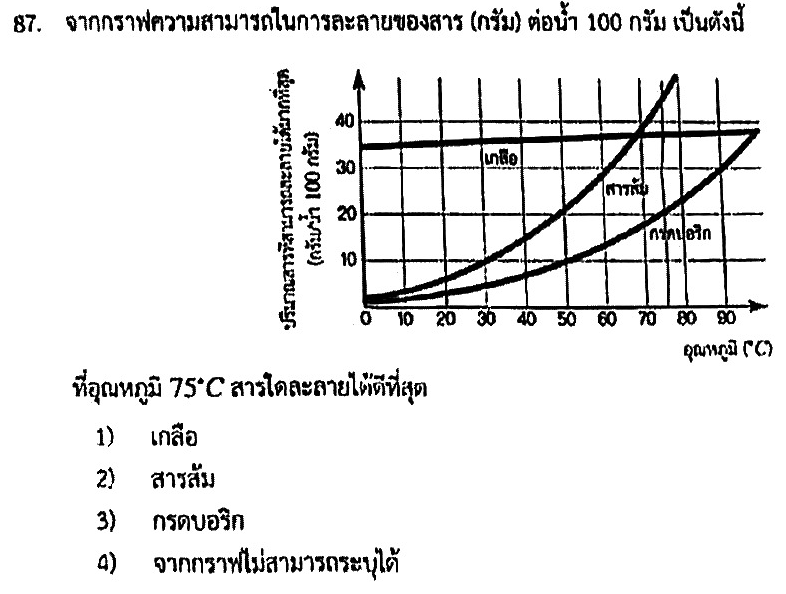 87. จากกราฟความสามารถในการละลายของสาร (กรัม) ต่อน้ำ 100 กรัม เป็นดังนี้
ปริมาณสารที่สามารถละลายได้มากที่สุด
(กรัม/น้ำ 100 กรัม)
40
30
20
10
เกลือ
สารส้ม
กรดบอริก
0 10 20 30 40 50 60 70 80 90
อุณหภูมิ (°C)
ที่อุณหภูมิ 75°C สารใดละลายได้ดีที่สุด
1) เกลือ
2) สารส้ม
3) กรดบอริก
4) จากกราฟไม่สามารถระบุได้